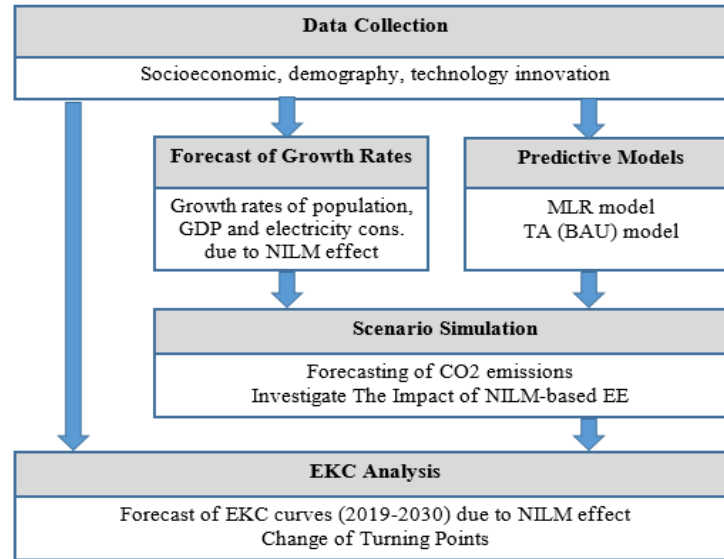 Data Collection
Socioeconomic, demography, technology innovation
Forecast of Growth Rates
Growth rates of population,
GDP and electricity cons.
due to NILM effect
Predictive Models
MLR model
TA (BAU) model
Scenario Simulation
Forecasting of CO2 emissions
Investigate The Impact of NILM-based EE
EKC Analysis
Forecast of EKC curves (2019-2030) due to NILM effect
Change of Turning Points